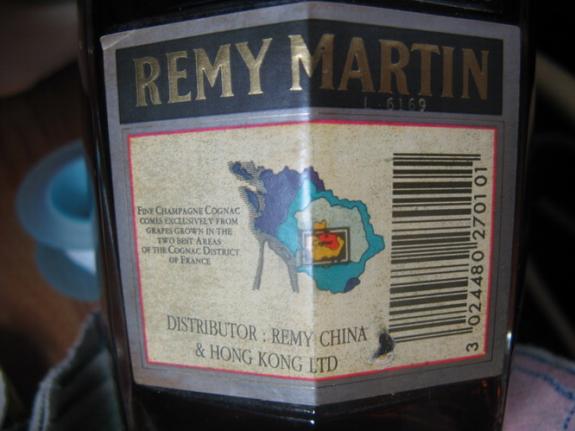 REMY MARTIN
L 6169
FINE CHAMPAGNE COGNAC
COMES EXCLUSIVELY FROM
GRAPES GROWN IN THE
TWO BEST AREAS
OF THE COGNAC DISTRICT
OF FRANCE
DISTRIBUTOR : REMY CHINA
& HONG KONG LTD
3 024480 270101